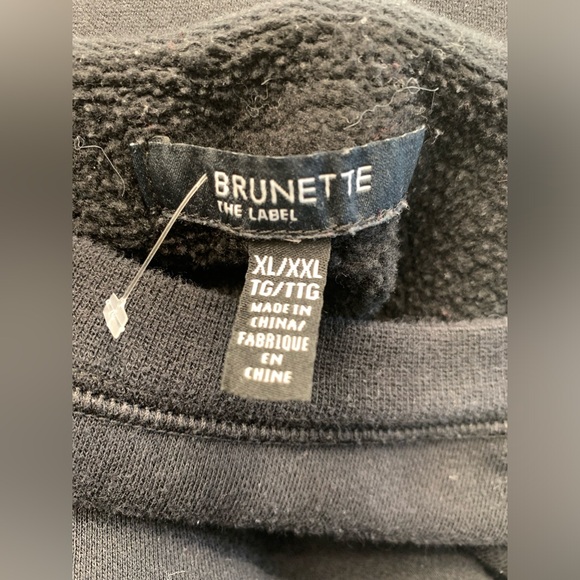 BRUNETTE
THE LABEL
XL/XXL
TG/TTG
MADE IN
CHINA/
FABRIQUE
EN
CHINE